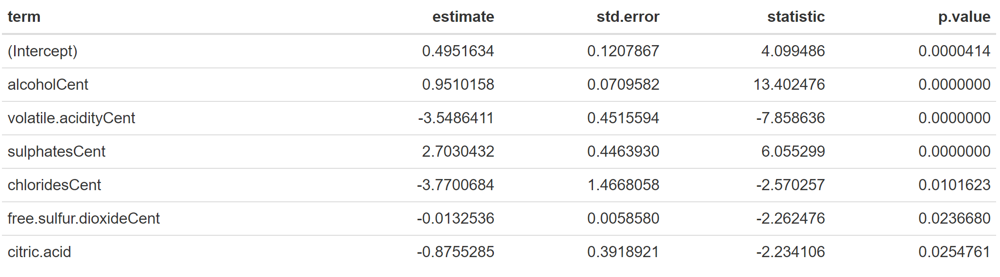 term estimate std.error statistic p.value
(Intercept) 0.4951634 0.1207867 4.099486 0.0000414
alcoholCent 0.9510158 0.0709582 13.402476 0.0000000
volatile.acidityCent -3.5486411 0.4515594 -7.858636 0.0000000
sulphatesCent 2.7030432 0.4463930 6.055299 0.0000000
chloridesCent -3.7700684 1.4668058 -2.570257 0.0101623
free.sulfur.dioxideCent -0.0132536 0.0058580 -2.262476 0.0236680
citric.acid -0.8755285 0.3918921 -2.234106 0.0254761